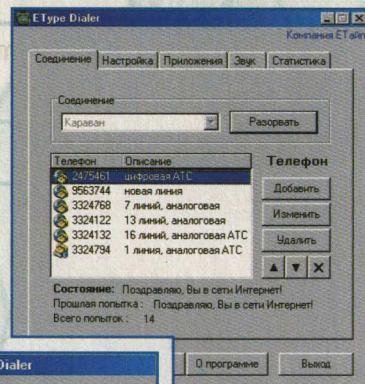 EType Dialer
Компания ЕТайп
Соединение Настройка Приложения Звук Статистика
Соединение
Караван Разорвать
Телефон Описание Телефон
2475461 цифровая АТС
9563744 новая линия Добавить
3324768 7 линий, аналоговая
3324122 13 линий, аналоговая Изменить
3324132 16 линий, аналоговая АТС
3324794 1 линия, аналоговая АТС Удалить
Состояние: Поздравляю, Вы в сети Интернет!
Прошлая попытка : Поздравляю, Вы в сети Интернет!
Всего попыток : 14
Dialer О программе Выход